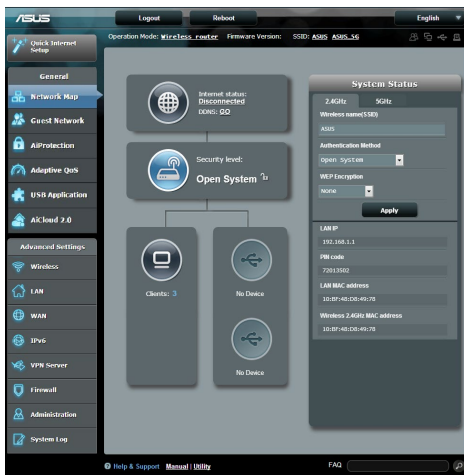 ASUS
Logout
Reboot
English
Quick Internet
Setup
Operation Mode: Wireless router Firmware Version: SSID: ASUS ASUS_5G
General
Network Map
Guest Network
AiProtection
Adaptive QoS
USB Application
AiCloud 2.0
Advanced Settings
Wireless
LAN
WAN
IPv6
VPN Server
Firewall
Administration
System Log
Internet status:
Disconnected
DDNS: GO
Security level:
Open System
Clients: 3
No Device
No Device
System Status
2.4GHz
5GHz
Wireless name(SSID)
ASUS
Authentication Method
Open System
WEP Encryption
None
Apply
LAN IP
192.168.1.1
PIN code
72013502
LAN MAC address
10:BF:48:D8:49:78
Wireless 2.4GHz MAC address
10:BF:48:D8:49:78
Help & Support Manual | Utility
FAQ